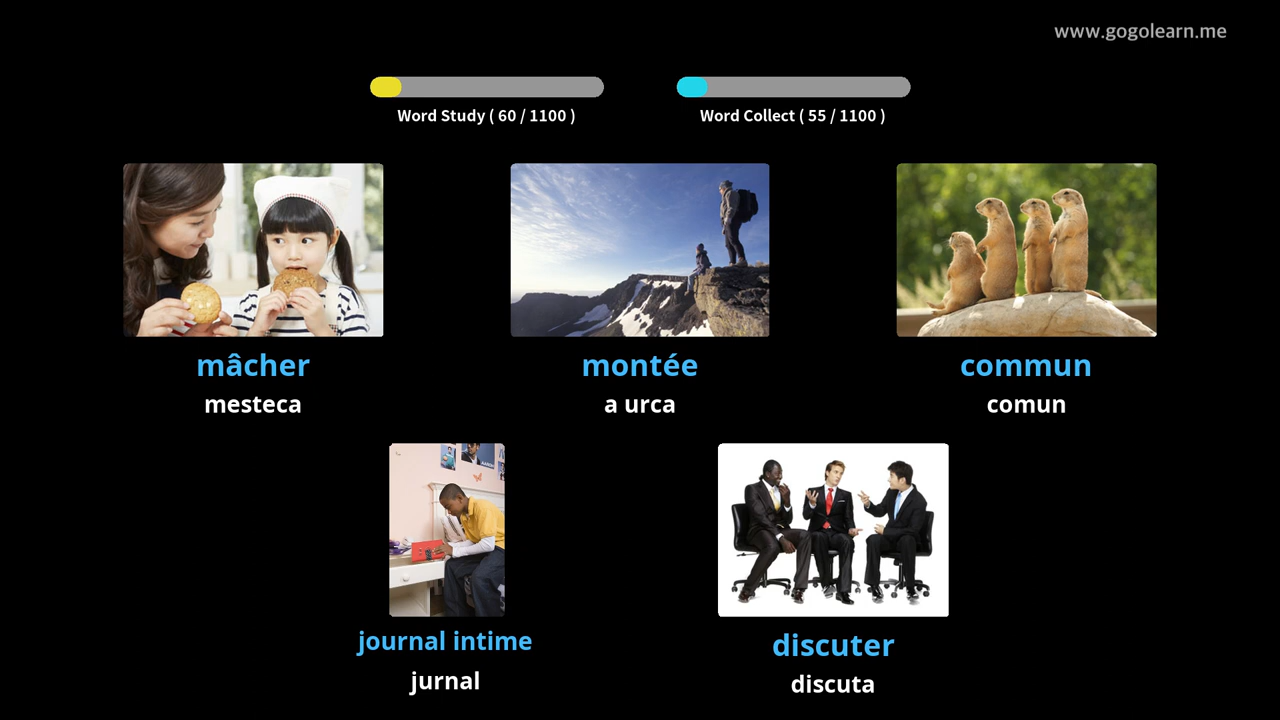 www.gogolearn.me
Word Study ( 60 / 1100 )
Word Collect ( 55 / 1100 )
mâcher
mesteca
montée
a urca
commun
comun
journal intime
jurnal
discuter
discuta